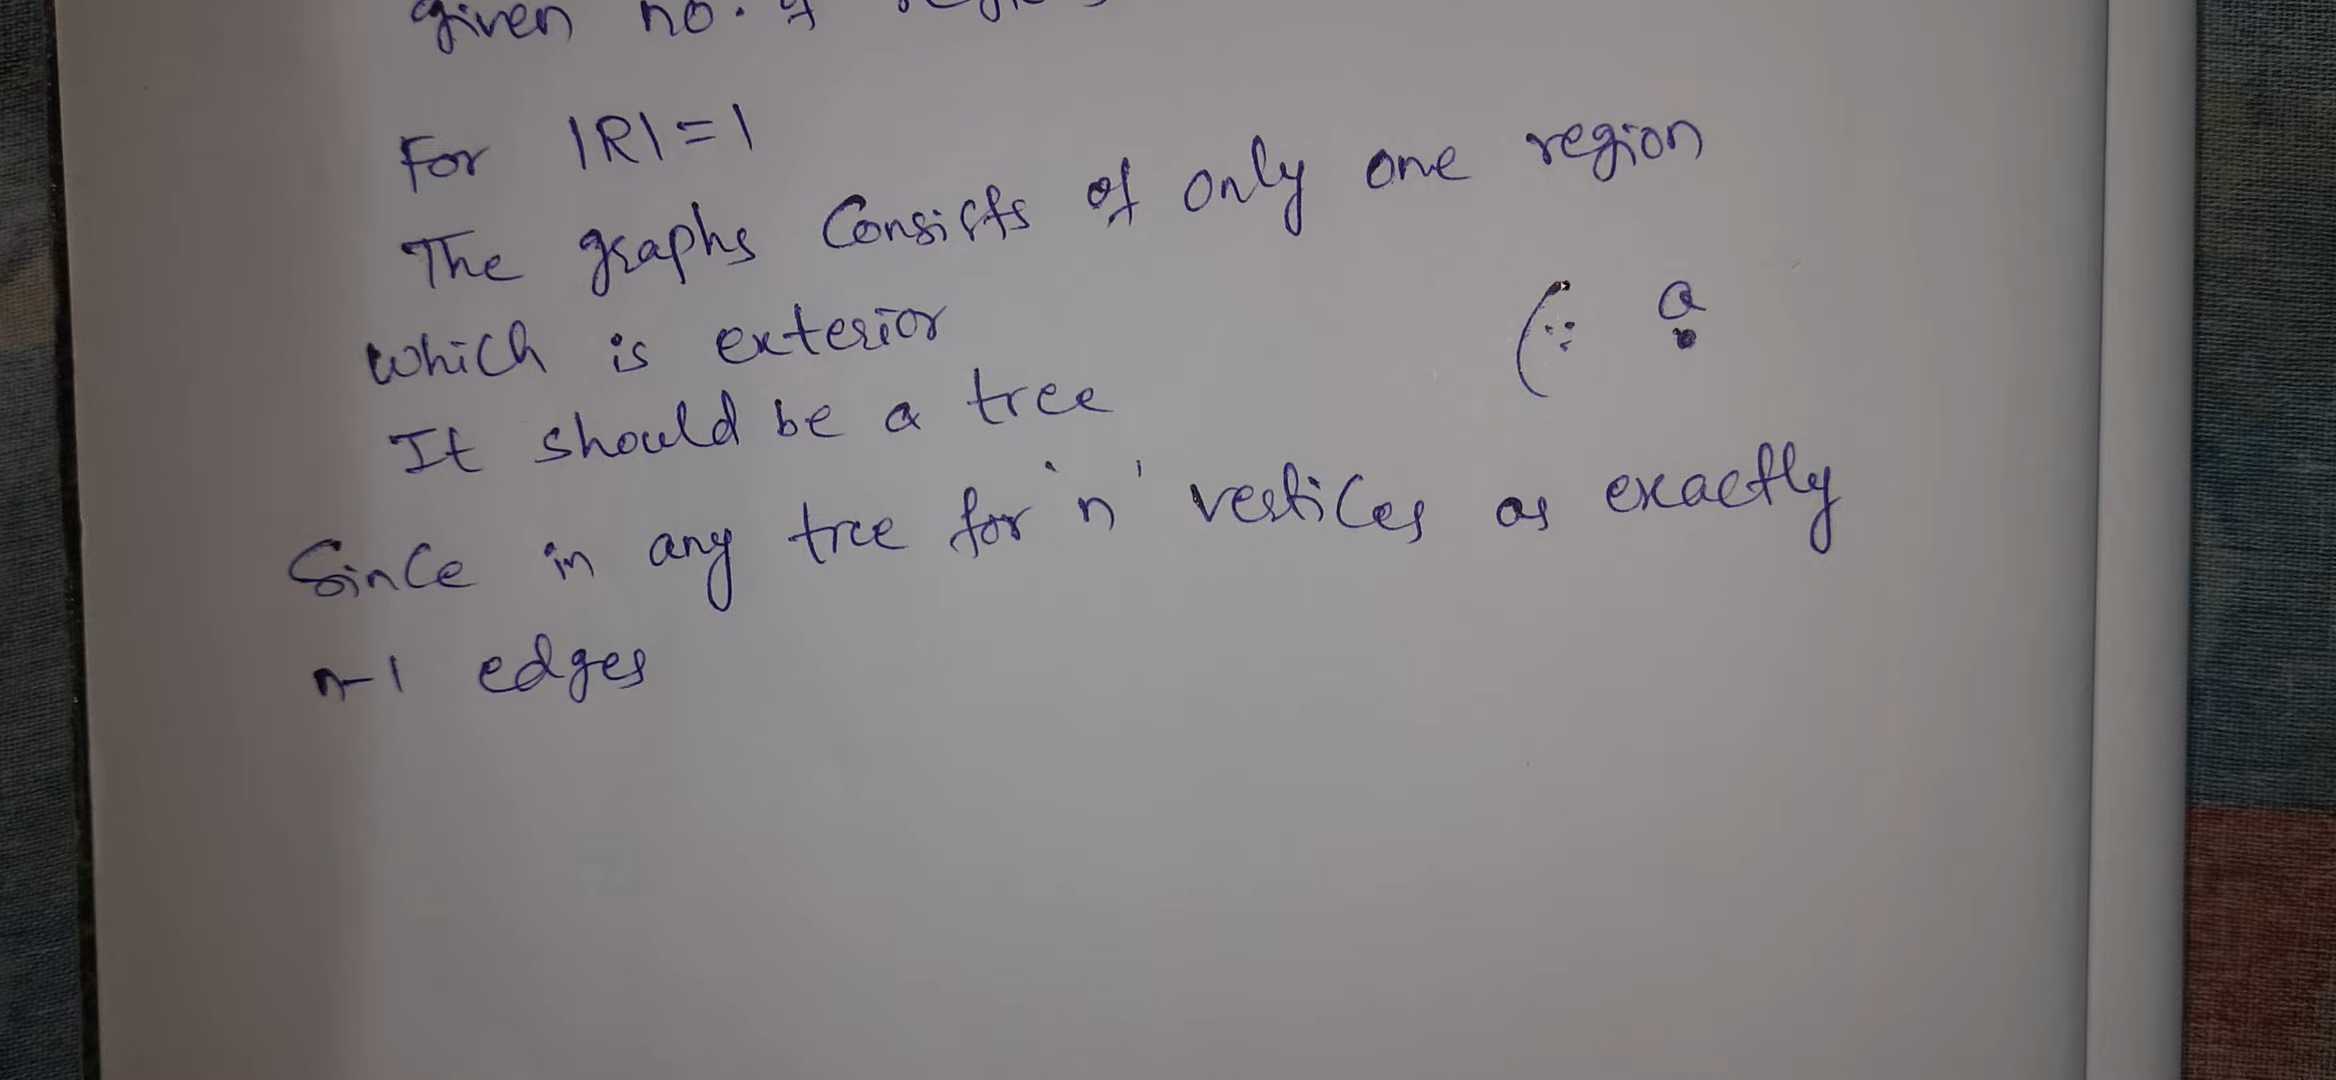 given no. of
For |R|=1
The graphs Consists of only one region
which is exterior
(∵ a
It should be a tree
Since in any tree for 'n' vertices as exactly
n-1 edges